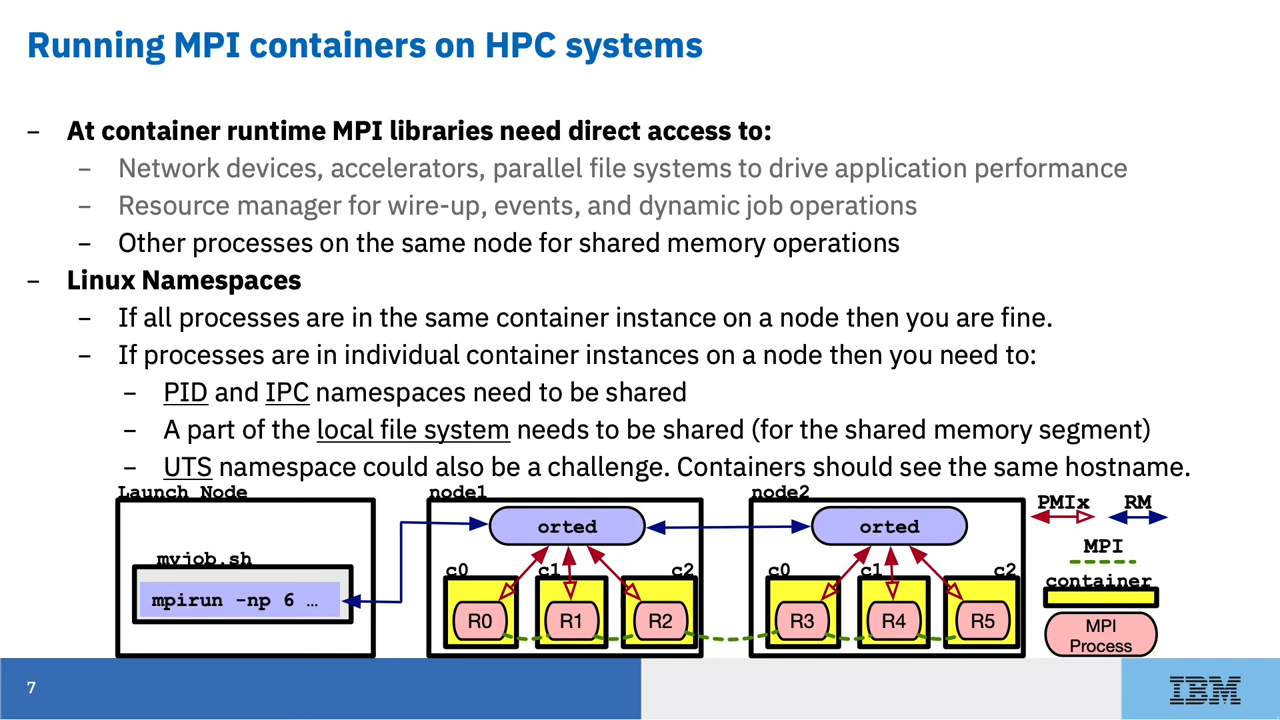 Running MPI containers on HPC systems
– At container runtime MPI libraries need direct access to:
– Network devices, accelerators, parallel file systems to drive application performance
– Resource manager for wire-up, events, and dynamic job operations
– Other processes on the same node for shared memory operations
– Linux Namespaces
– If all processes are in the same container instance on a node then you are fine.
– If processes are in individual container instances on a node then you need to:
– PID and IPC namespaces need to be shared
– A part of the local file system needs to be shared (for the shared memory segment)
– UTS namespace could also be a challenge. Containers should see the same hostname.
Launch Node
myjob.sh
mpirun -np 6 …
node1
orted
c0 c1 c2
R0 R1 R2
node2
orted
c0 c1 c2
R3 R4 R5
PMIx RM
MPI
container
MPI
Process
7
IBM